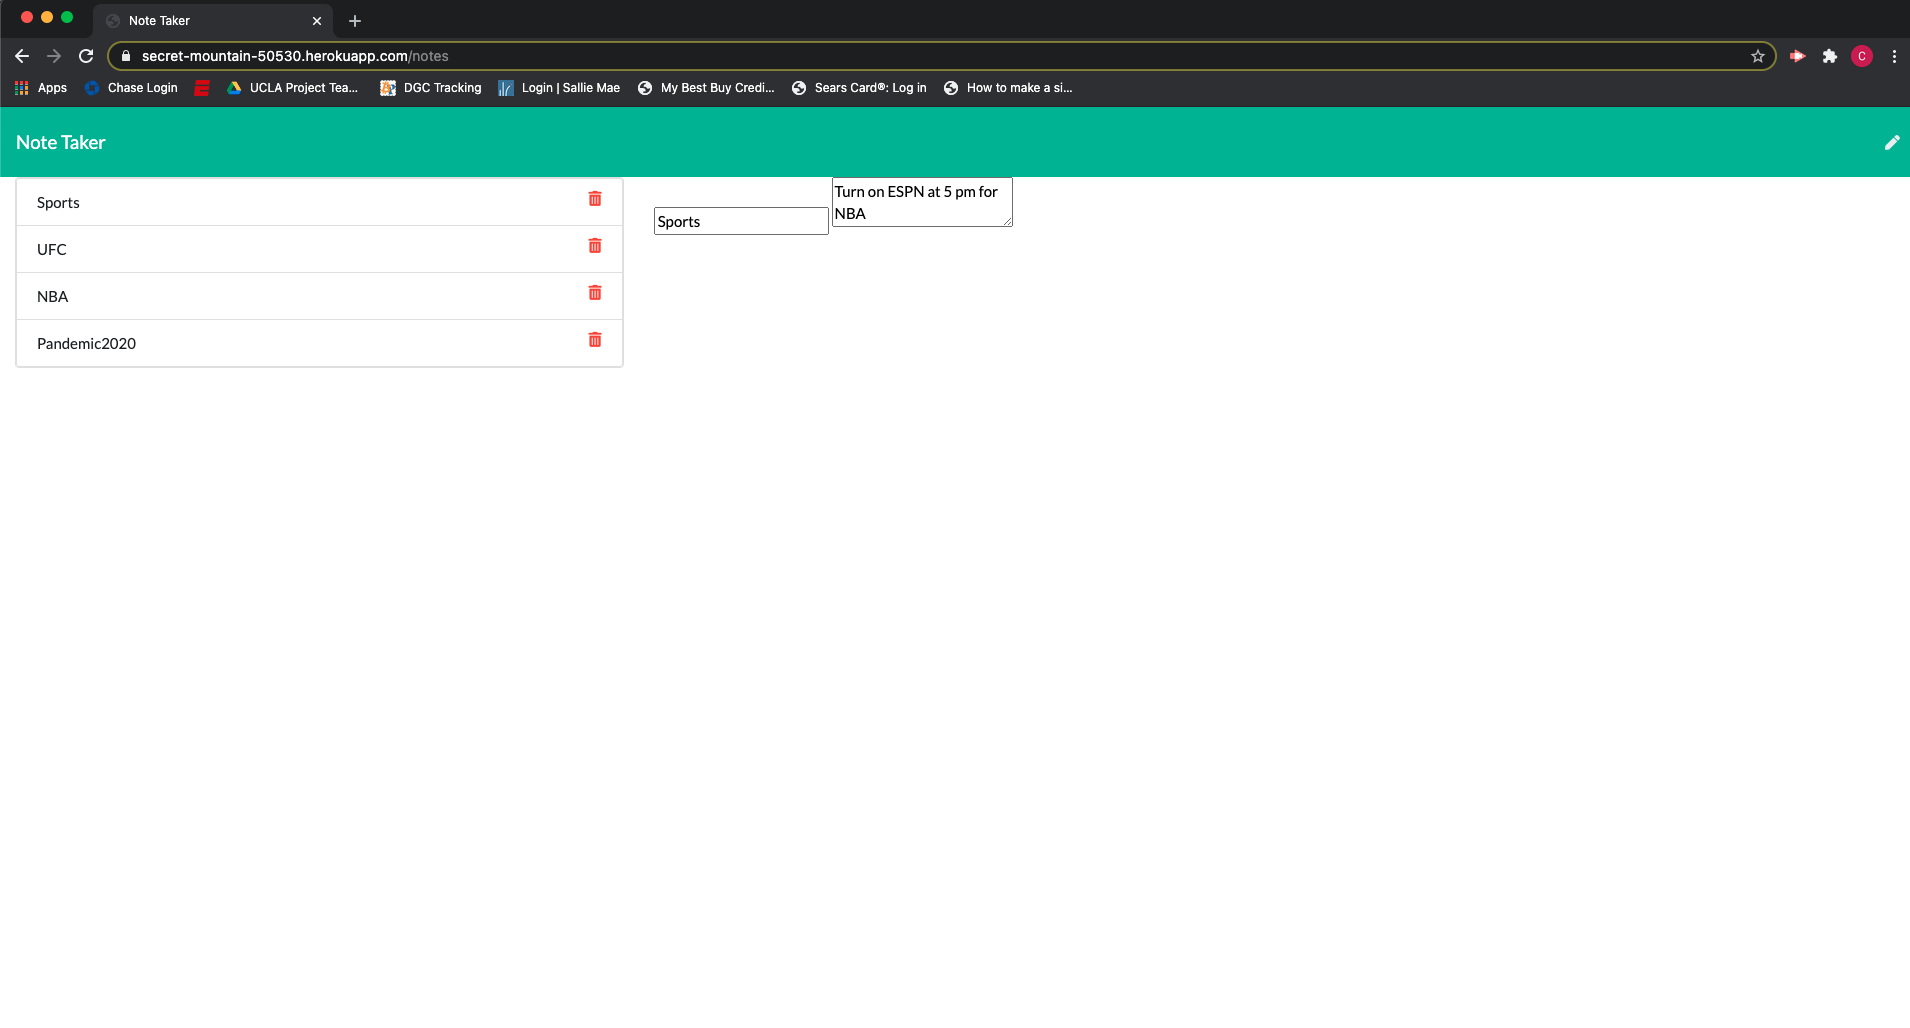 Note Taker
secret-mountain-50530.herokuapp.com/notes
C
Apps Chase Login UCLA Project Tea... DGC Tracking Login | Sallie Mae My Best Buy Credi... Sears Card®: Log in How to make a si...
Note Taker
Sports
UFC
NBA
Pandemic2020
Sports
Turn on ESPN at 5 pm for
NBA